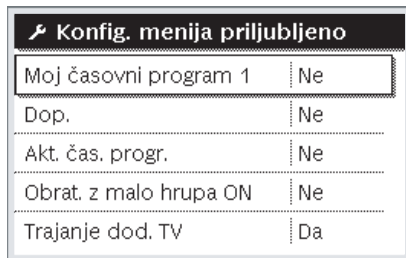 Konfig. menija priljubljeno
Moj časovni program 1 Ne
Dop. Ne
Akt. čas. progr. Ne
Obrat. z malo hrupa ON Ne
Trajanje dod. TV Da